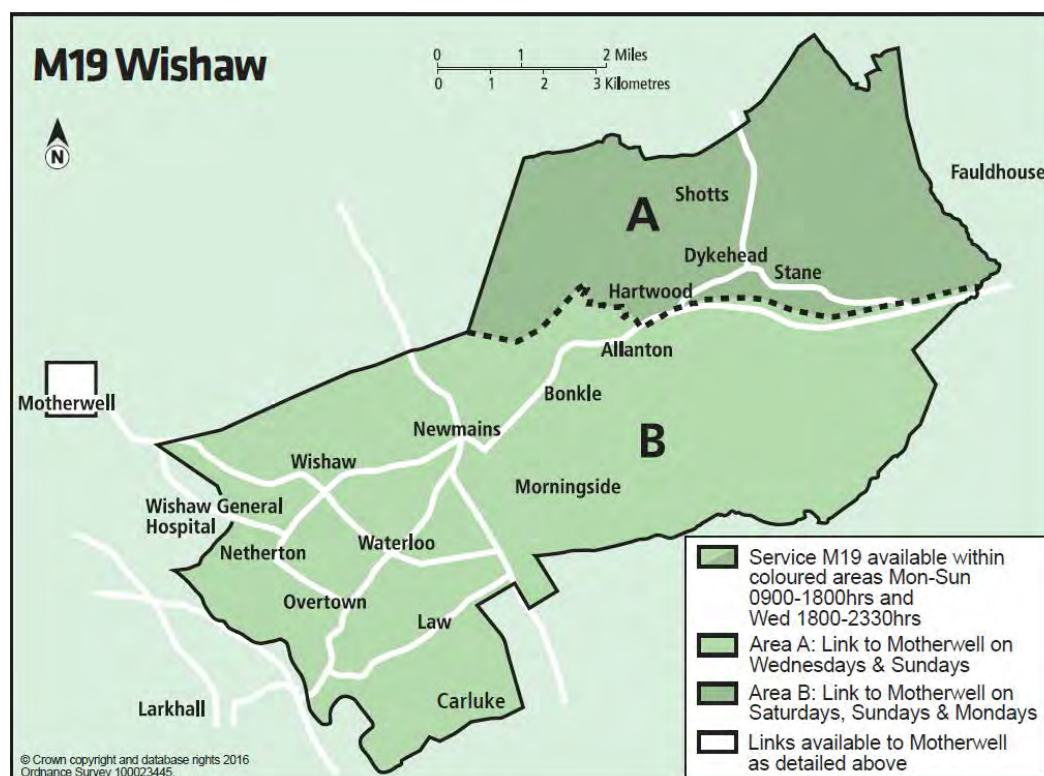 M19 Wishaw
0 1 2 Miles
0 1 2 3 Kilometres
N
Fauldhouse
Shotts
A
Dykehead
Stane
Hartwood
Allanton
Motherwell
Bonkle
Newmains
B
Wishaw
Morningside
Wishaw General
Hospital
Waterloo
Netherton
Overtown
Law
Carluke
Larkhall
Service M19 available within
coloured areas Mon-Sun
0900-1800hrs and
Wed 1800-2330hrs
Area A: Link to Motherwell on
Wednesdays & Sundays
Area B: Link to Motherwell on
Saturdays, Sundays & Mondays
Links available to Motherwell
as detailed above
© Crown copyright and database rights 2016
Ordnance Survey 100023445.